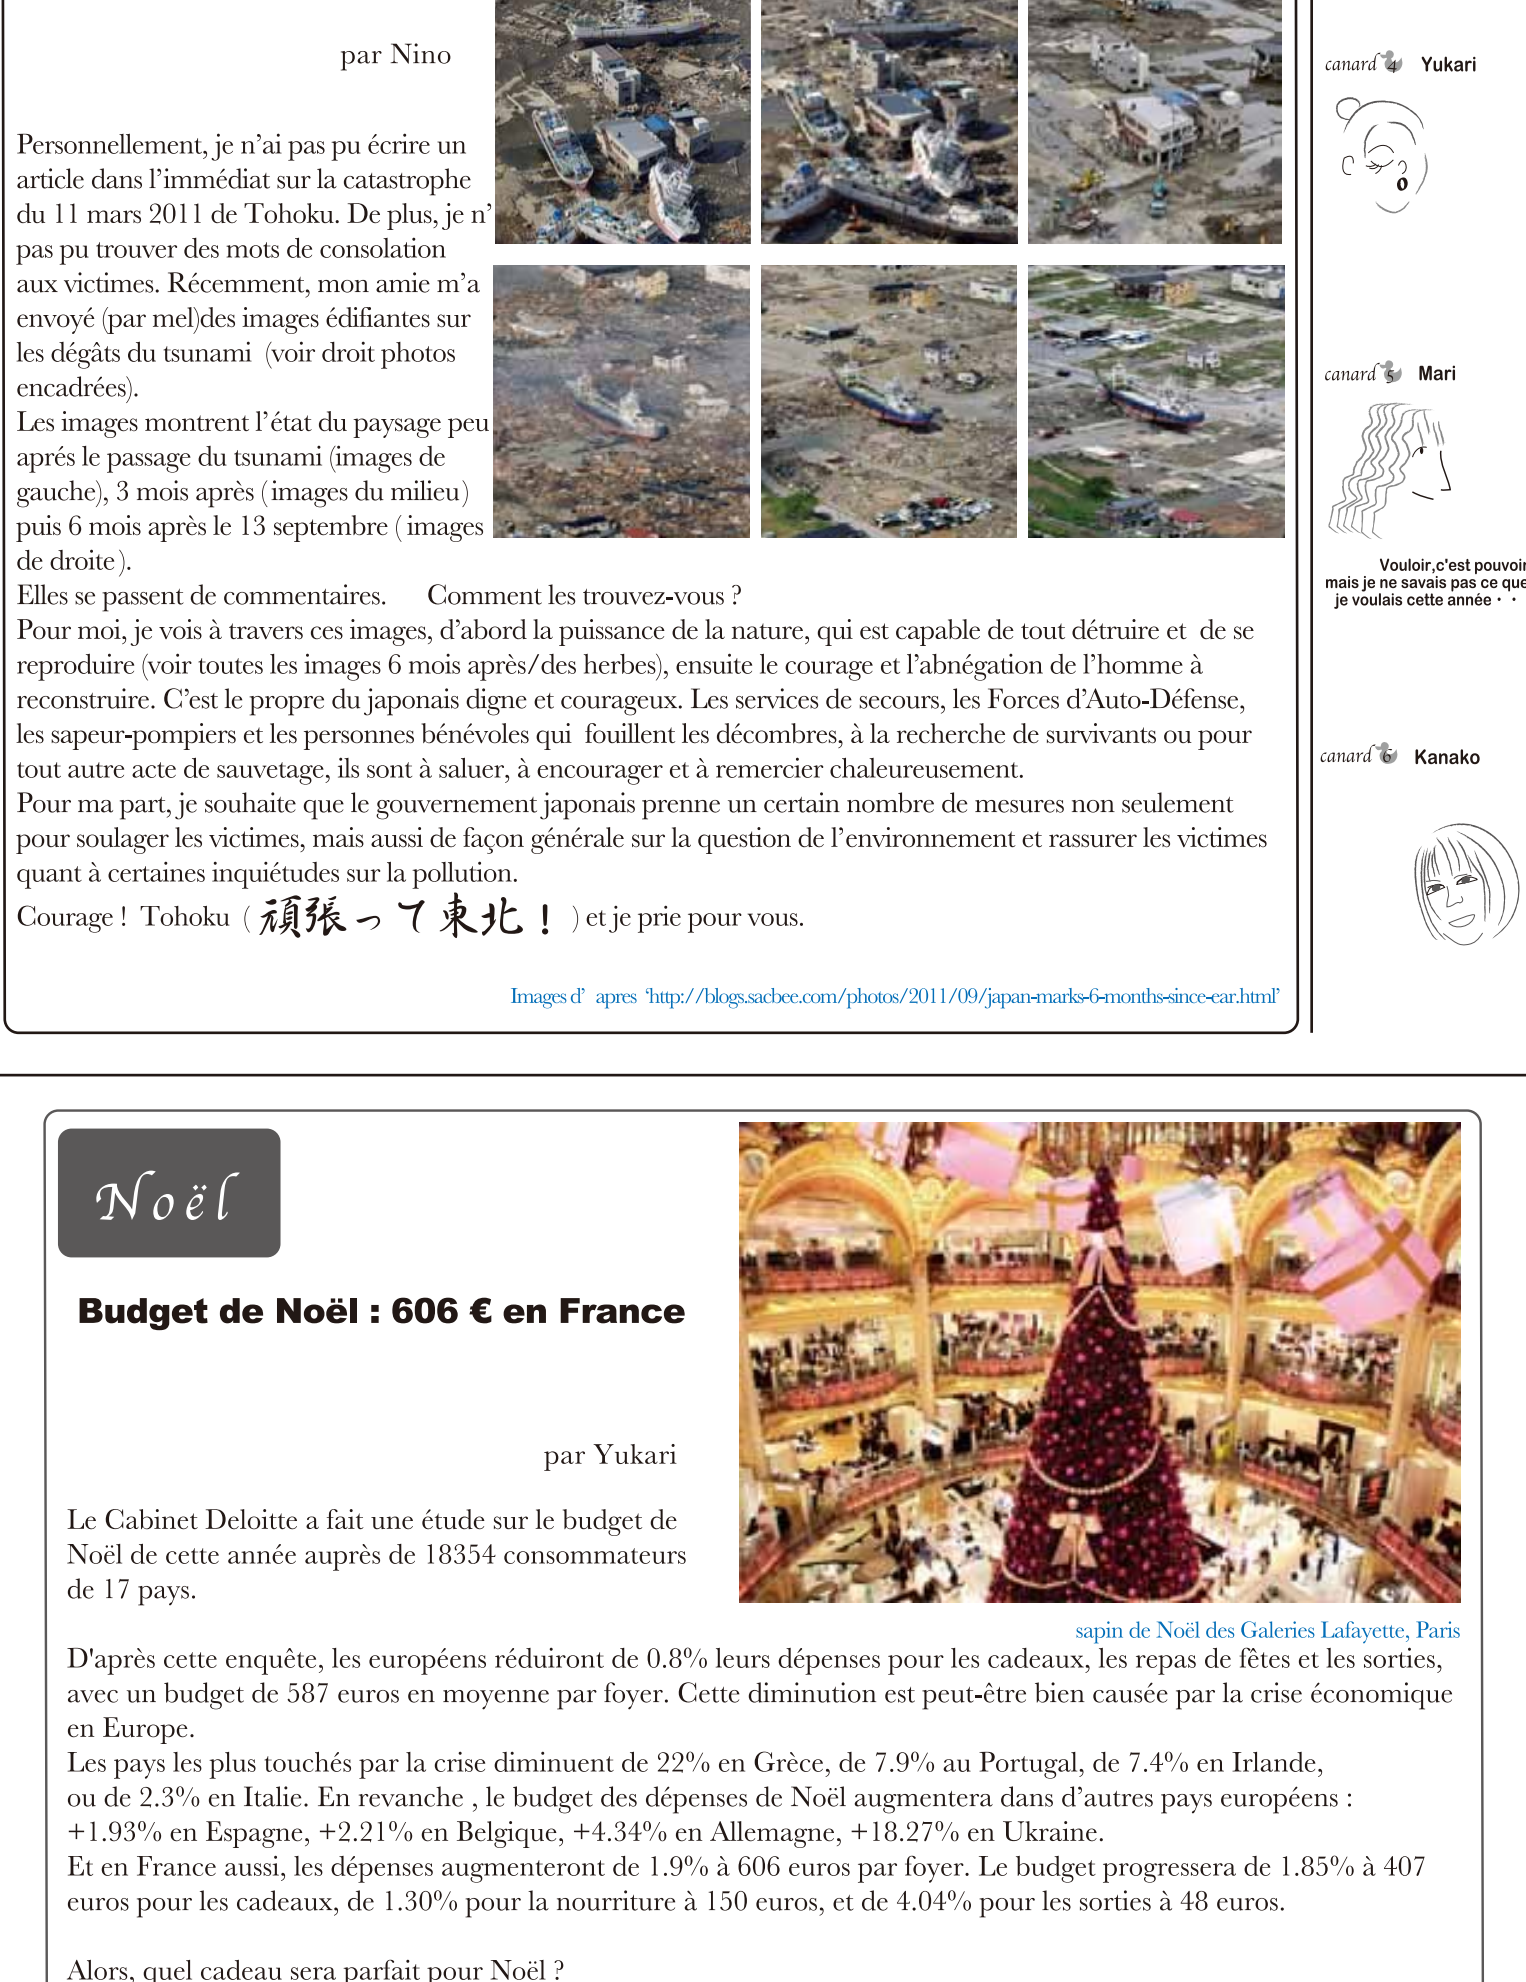 par Nino
Personnellement, je n’ai pas pu écrire un
article dans l’immédiat sur la catastrophe
du 11 mars 2011 de Tohoku. De plus, je n’
pas pu trouver des mots de consolation
aux victimes. Récemment, mon amie m’a
envoyé (par mel)des images édifiantes sur
les dégâts du tsunami (voir droit photos
encadrées).
Les images montrent l’état du paysage peu
aprés le passage du tsunami (images de
gauche), 3 mois après (images du milieu)
puis 6 mois après le 13 septembre (images
de droite).
Elles se passent de commentaires. Comment les trouvez-vous ?
Pour moi, je vois à travers ces images, d’abord la puissance de la nature, qui est capable de tout détruire et de se
reproduire (voir toutes les images 6 mois après/des herbes), ensuite le courage et l’abnégation de l’homme à
reconstruire. C’est le propre du japonais digne et courageux. Les services de secours, les Forces d’Auto-Défense,
les sapeur-pompiers et les personnes bénévoles qui fouillent les décombres, à la recherche de survivants ou pour
tout autre acte de sauvetage, ils sont à saluer, à encourager et à remercier chaleureusement.
Pour ma part, je souhaite que le gouvernement japonais prenne un certain nombre de mesures non seulement
pour soulager les victimes, mais aussi de façon générale sur la question de l’environnement et rassurer les victimes
quant à certaines inquiétudes sur la pollution.
Courage ! Tohoku (頑張って東北！) et je prie pour vous.
Images d’ apres ‘http://blogs.sacbee.com/photos/2011/09/japan-marks-6-months-since-ear.html’
canard 4 Yukari
canard 5 Mari
Vouloir,c'est pouvoir
mais je ne savais pas ce que
je voulais cette année・・
canard 6 Kanako
Noël
Budget de Noël : 606 € en France
par Yukari
Le Cabinet Deloitte a fait une étude sur le budget de
Noël de cette année auprès de 18354 consommateurs
de 17 pays.
sapin de Noël des Galeries Lafayette, Paris
D'après cette enquête, les européens réduiront de 0.8% leurs dépenses pour les cadeaux, les repas de fêtes et les sorties,
avec un budget de 587 euros en moyenne par foyer. Cette diminution est peut-être bien causée par la crise économique
en Europe.
Les pays les plus touchés par la crise diminuent de 22% en Grèce, de 7.9% au Portugal, de 7.4% en Irlande,
ou de 2.3% en Italie. En revanche , le budget des dépenses de Noël augmentera dans d’autres pays européens :
+1.93% en Espagne, +2.21% en Belgique, +4.34% en Allemagne, +18.27% en Ukraine.
Et en France aussi, les dépenses augmenteront de 1.9% à 606 euros par foyer. Le budget progressera de 1.85% à 407
euros pour les cadeaux, de 1.30% pour la nourriture à 150 euros, et de 4.04% pour les sorties à 48 euros.
Alors, quel cadeau sera parfait pour Noël ?